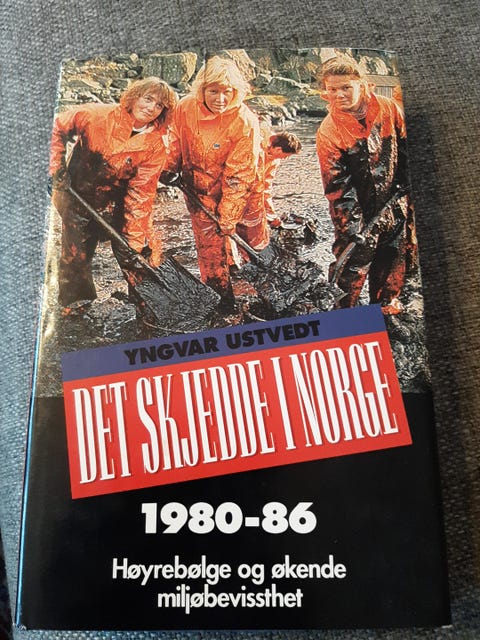 YNGVAR USTVEDT
DET SKJEDDE I NORGE
1980-86
Høyrebølge og økende
miljøbevissthet